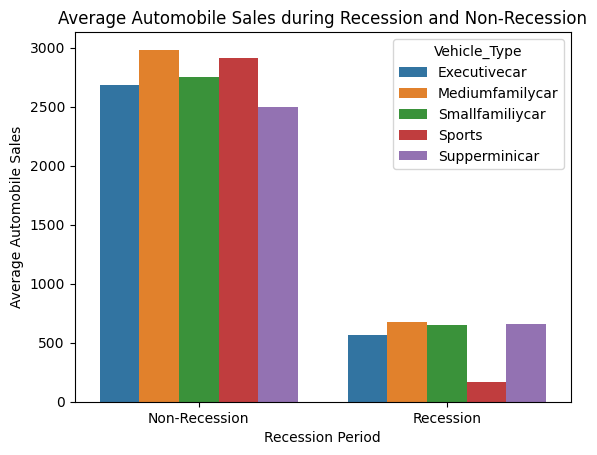 Average Automobile Sales during Recession and Non-Recession
Vehicle_Type
Executivecar
Mediumfamilycar
Smallfamiliycar
Sports
Supperminicar
Average Automobile Sales
3000
2500
2000
1500
1000
500
0
Non-Recession
Recession
Recession Period